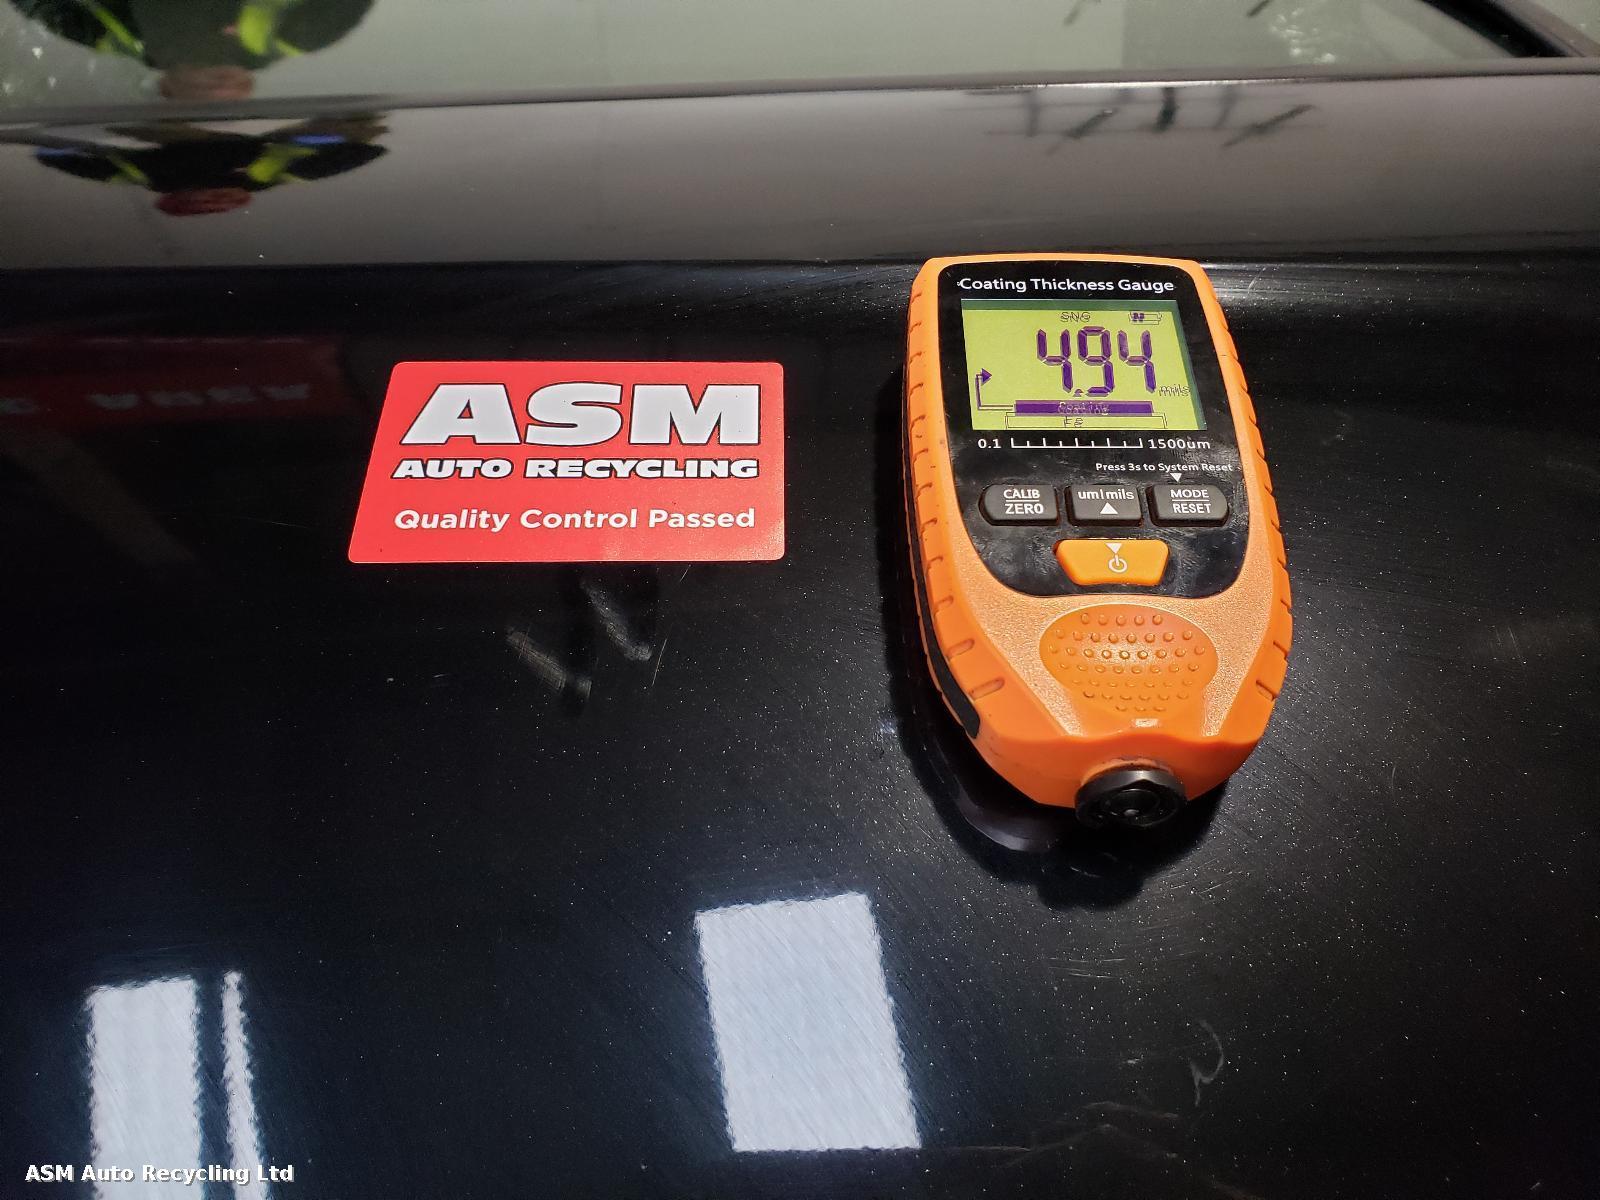 Coating Thickness Gauge
SNG
4.94
mils
Coating
Fe
0.1 1500um
Press 3s to System Reset
CALIB
ZERO
um|mils
MODE
RESET
ASM
AUTO RECYCLING
Quality Control Passed
ASM Auto Recycling Ltd